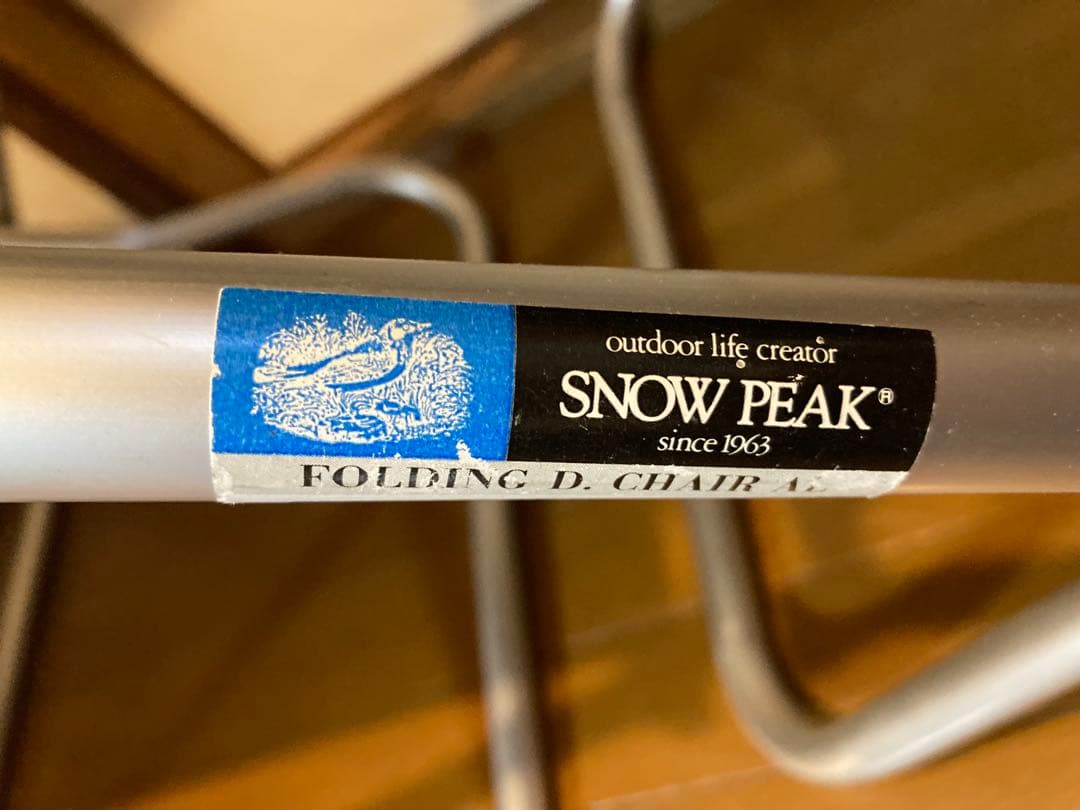 outdoor life creator
SNOW PEAK®
since 1963
FOLDING D. CHAIR